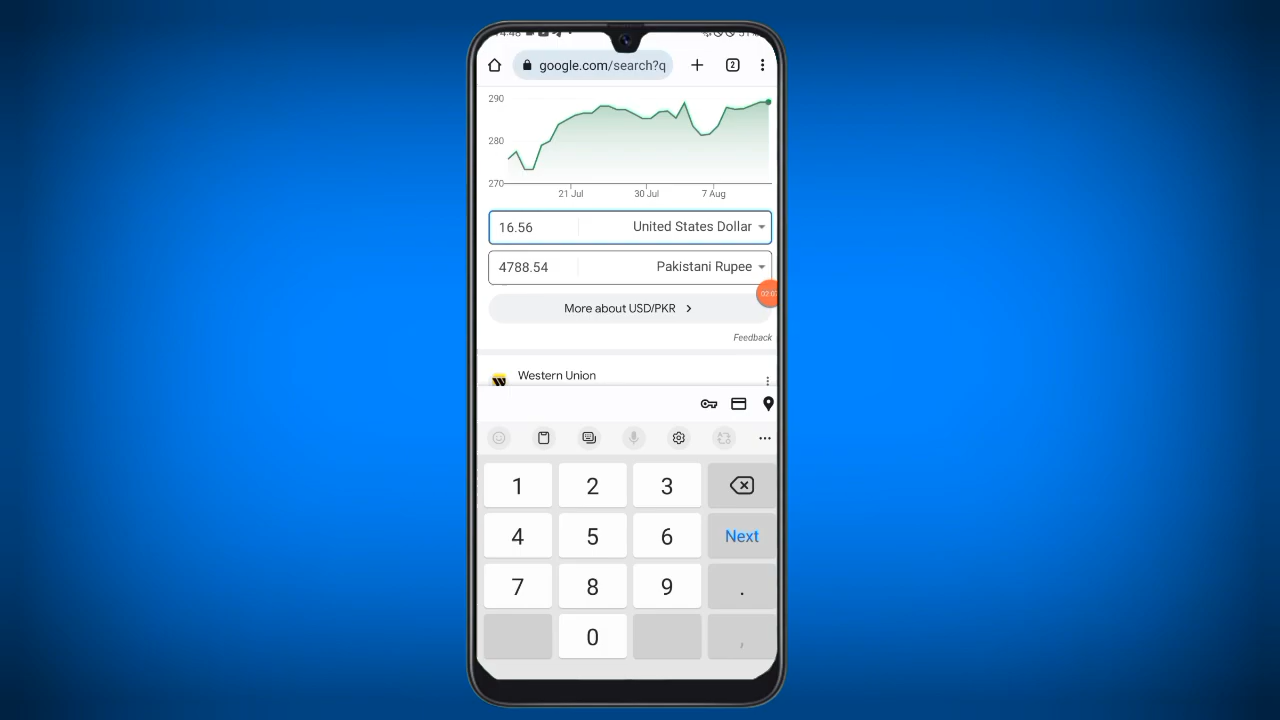 14:48
google.com/search?q
2
290
280
270
21 Jul 30 Jul 7 Aug
16.56 United States Dollar
4788.54 Pakistani Rupee
More about USD/PKR
Feedback
Western Union
1 2 3
4 5 6 Next
7 8 9 .
0 ,